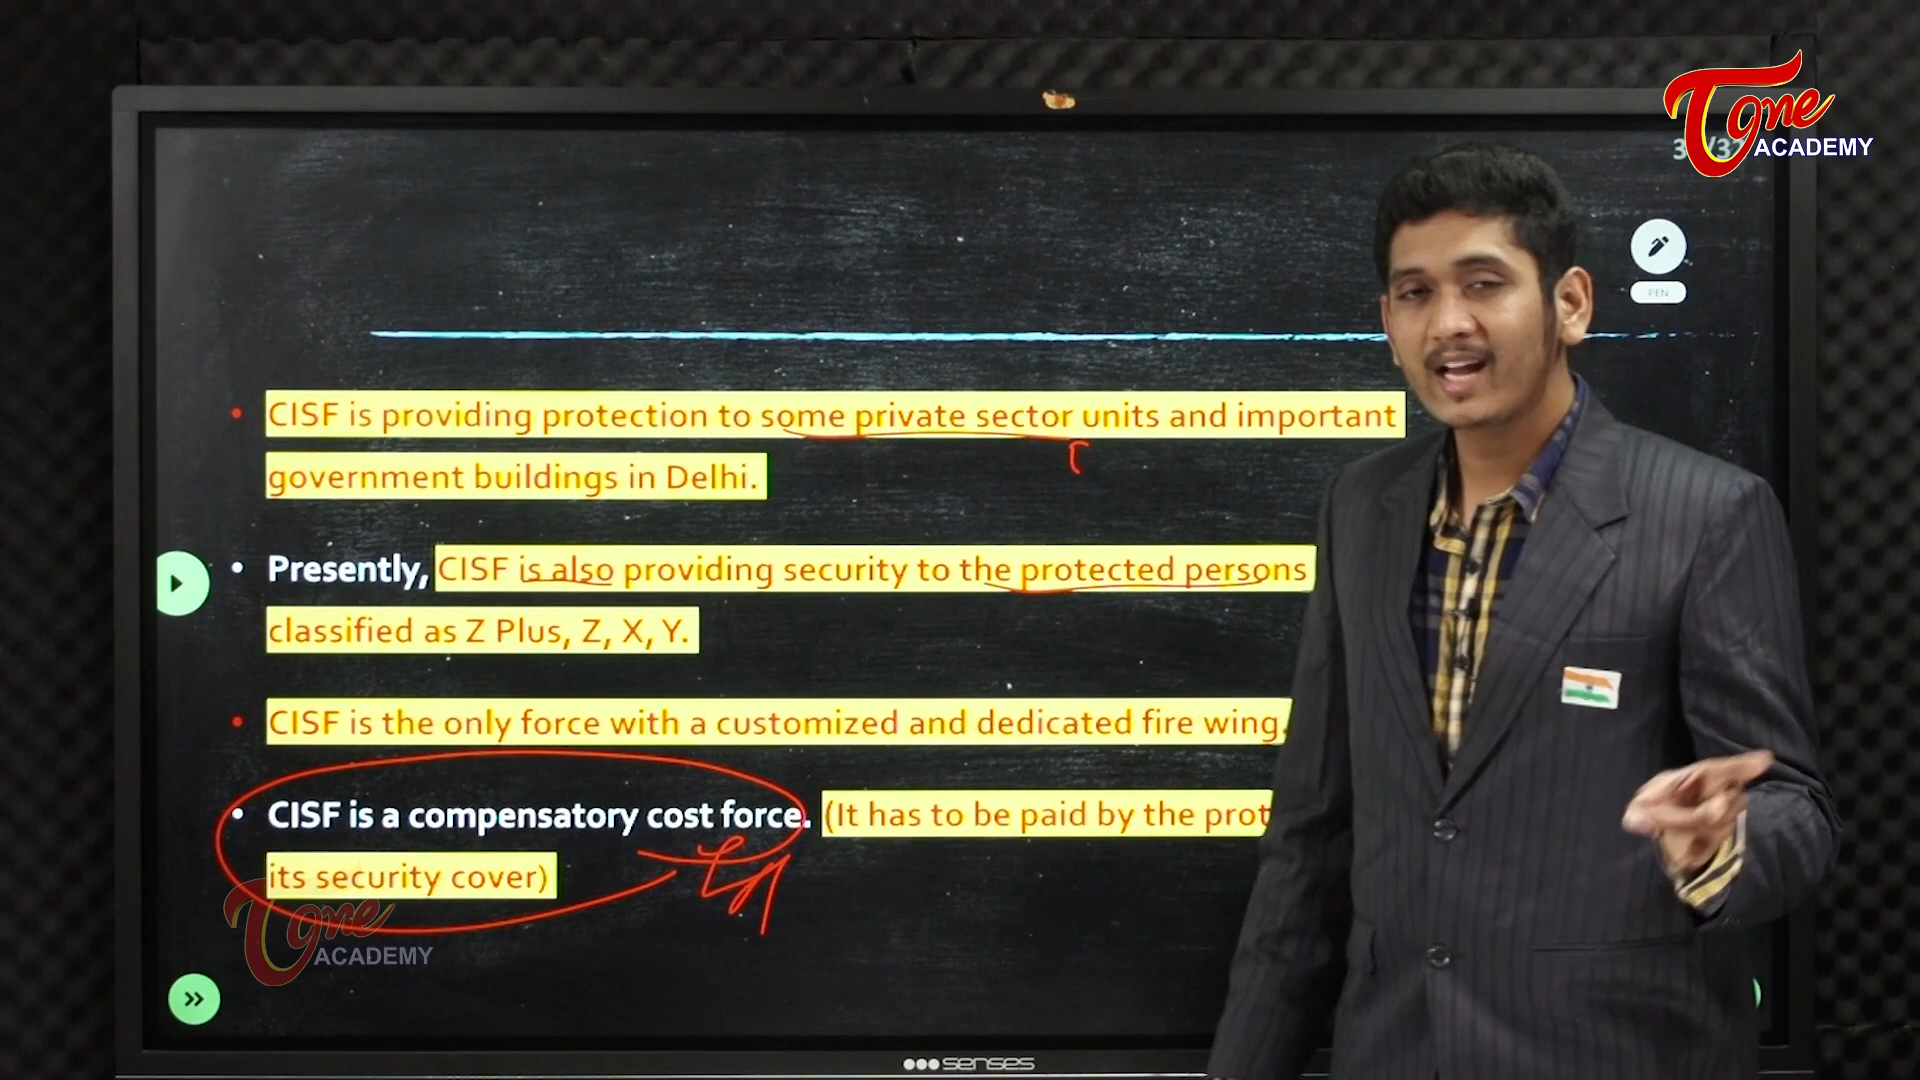 Tone
ACADEMY
PEN
• CISF is providing protection to some private sector units and important
government buildings in Delhi.
• Presently, CISF is also providing security to the protected persons
classified as Z Plus, Z, X, Y.
• CISF is the only force with a customized and dedicated fire wing.
• CISF is a compensatory cost force. (It has to be paid by the prot
its security cover)
Tone
ACADEMY
senses